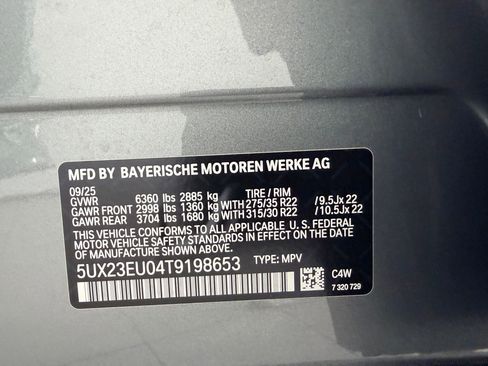 MFD BY BAYERISCHE MOTOREN WERKE AG
09/25 TIRE / RIM
GVWR 6360 lbs 2885 kg
GAWR FRONT 2998 lbs 1360 kg WITH 275/35 R22 / 9.5Jx 22
GAWR REAR 3704 lbs 1680 kg WITH 315/30 R22 / 10.5Jx 22
THIS VEHICLE CONFORMS TO ALL APPLICABLE U. S. FEDERAL
MOTOR VEHICLE SAFETY STANDARDS IN EFFECT ON THE DATE
OF MANUFACTURE SHOWN ABOVE.
5UX23EU04T9198653 TYPE: MPV
C4W
7 320 729